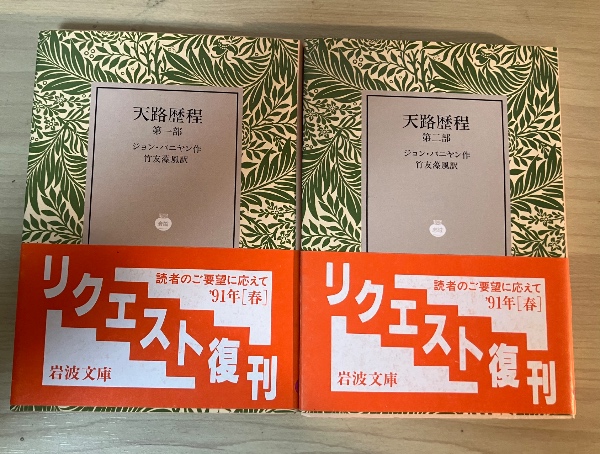 天路歴程
第一部
ジョン・バニヤン作
竹友藻風訳
読者のご要望に応えて
'91年[春]
リクエスト復刊
岩波文庫
天路歴程
第二部
ジョン・バニヤン作
竹友藻風訳
読者のご要望に応えて
'91年[春]
リクエスト復刊
岩波文庫